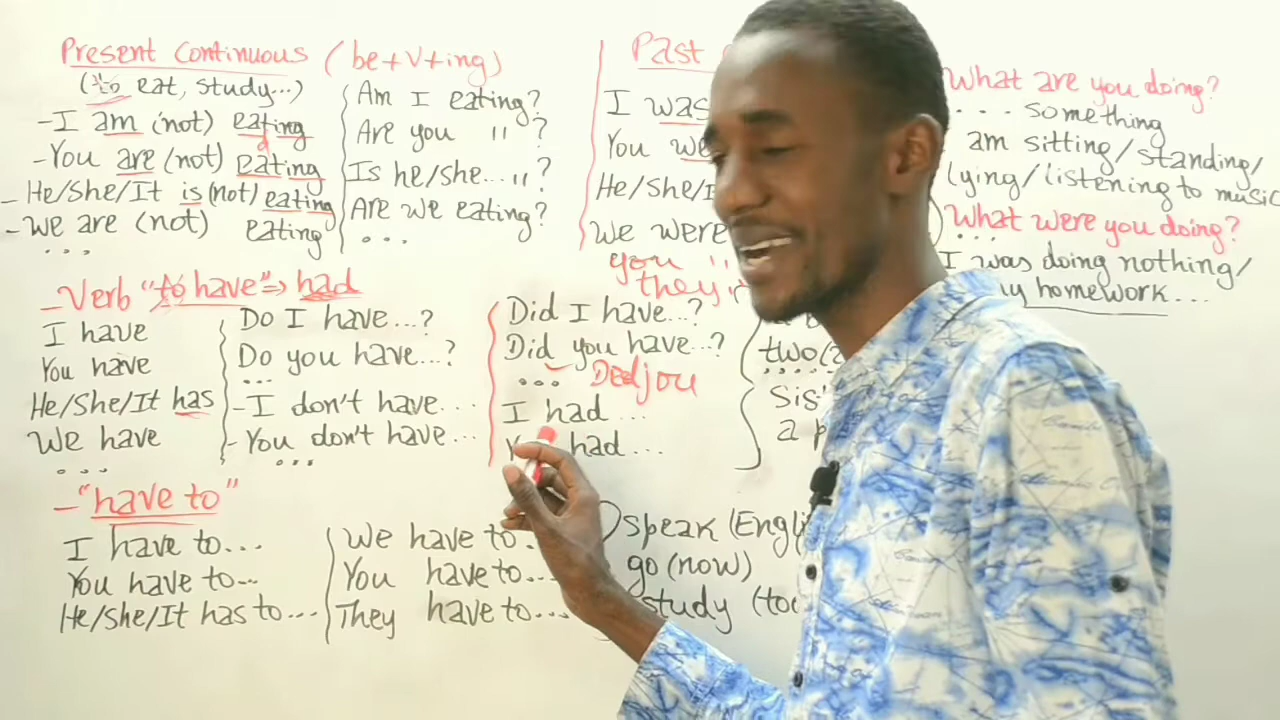 Present Continuous (be+V+ing)
(to eat, study...)
- I am (not) eating
- You are (not) eating
- He/She/It is (not) eating
- We are (not) eating
...
Am I eating?
Are you " ?
Is he/she... " ?
Are we eating?
...
Past
I was
You we
He/She/I
We were
you "
they "
What are you doing?
... something
am sitting/standing/
lying/listening to music
What were you doing?
...
I was doing nothing/
my homework...
- Verb "to have" => had
I have
You have
He/She/It has
We have
...
Do I have...?
Do you have...?
...
- I don't have...
- You don't have...
...
Did I have...?
Did you have...?
... Dedjou
I had ...
You had ...
two
Sis
a p
- "have to"
I have to...
You have to...
He/She/It has to...
We have to.
You have to...
They have to...
speak (Engli
go (now)
study (to